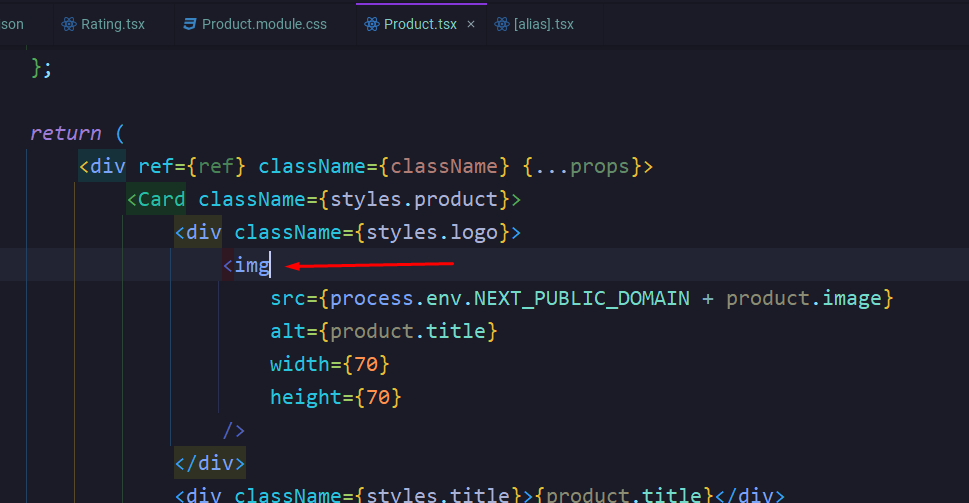 son Rating.tsx Product.module.css Product.tsx × [alias].tsx
};
return (
<div ref={ref} className={className} {...props}>
<Card className={styles.product}>
<div className={styles.logo}>
<img
src={process.env.NEXT_PUBLIC_DOMAIN + product.image}
alt={product.title}
width={70}
height={70}
/>
</div>
<div className={styles.title}>{product.title}</div>